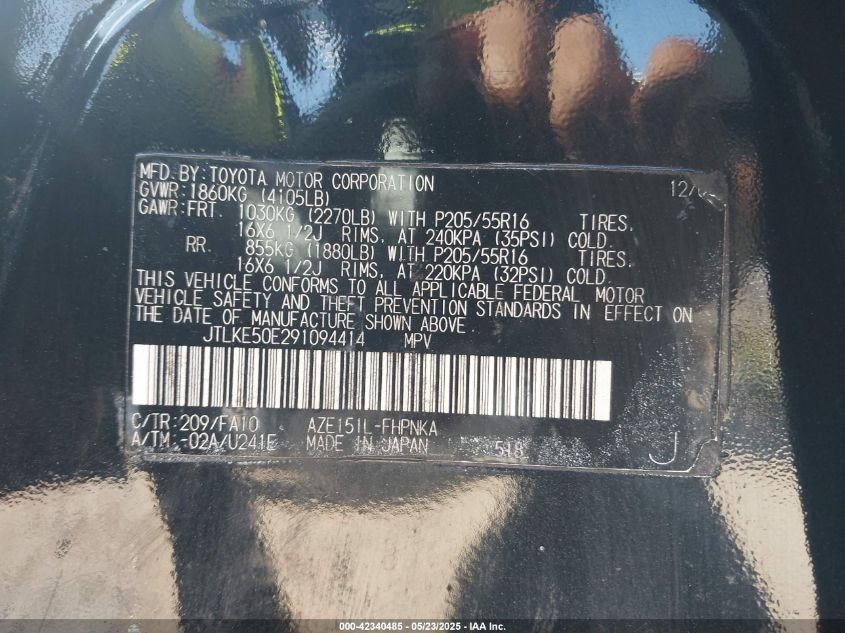 MFD.BY:TOYOTA MOTOR CORPORATION
GVWR:1860KG (4105LB)
GAWR:FRT. 1030KG (2270LB) WITH P205/55R16 TIRES,
16X6 1/2J RIMS, AT 240KPA (35PSI) COLD.
RR. 855KG (1880LB) WITH P205/55R16 TIRES,
16X6 1/2J RIMS, AT 220KPA (32PSI) COLD.
THIS VEHICLE CONFORMS TO ALL APPLICABLE FEDERAL MOTOR
VEHICLE SAFETY AND THEFT PREVENTION STANDARDS IN EFFECT ON
THE DATE OF MANUFACTURE SHOWN ABOVE.
JTLKE50E291094414 MPV
C/TR:209/FA10 AZE151L-FHPNKA
A/TM:-02A/U241E MADE IN JAPAN 518 J
000-42340485 - 05/23/2025 - IAA Inc.